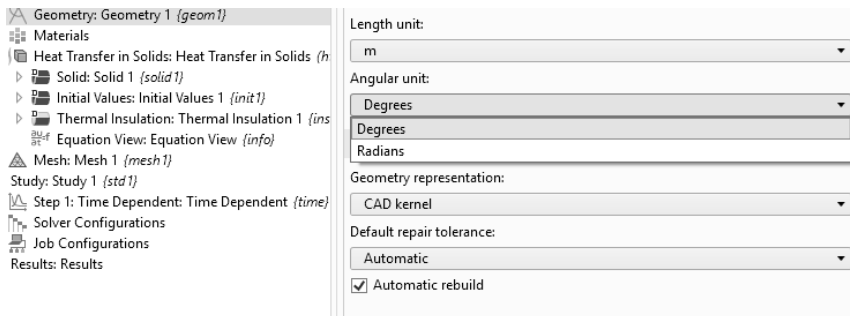 Geometry: Geometry 1 {geom1}
Materials
Heat Transfer in Solids: Heat Transfer in Solids (h
Solid: Solid 1 {solid1}
Initial Values: Initial Values 1 {init1}
Thermal Insulation: Thermal Insulation 1 {ins
Equation View: Equation View {info}
Mesh: Mesh 1 {mesh1}
Study: Study 1 {std1}
Step 1: Time Dependent: Time Dependent {time}
Solver Configurations
Job Configurations
Results: Results
Length unit:
m
Angular unit:
Degrees
Degrees
Radians
Geometry representation:
CAD kernel
Default repair tolerance:
Automatic
Automatic rebuild